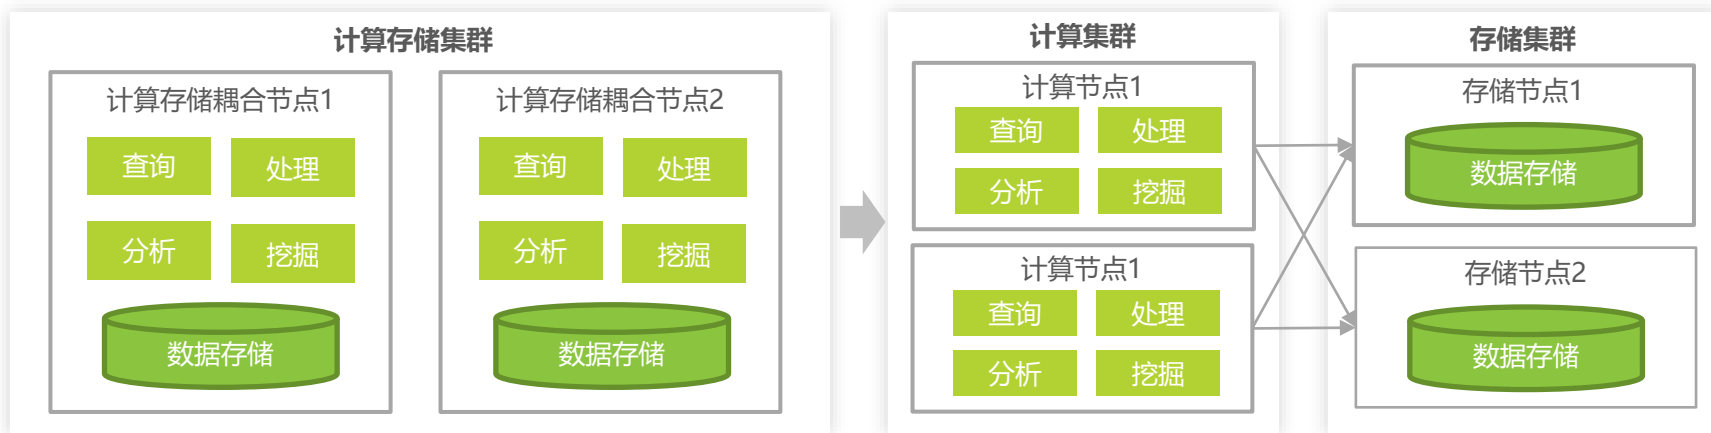 计算存储集群
计算存储耦合节点1
查询
处理
分析
挖掘
数据存储
计算存储耦合节点2
查询
处理
分析
挖掘
数据存储
计算集群
计算节点1
查询
处理
分析
挖掘
计算节点1
查询
处理
分析
挖掘
存储集群
存储节点1
数据存储
存储节点2
数据存储